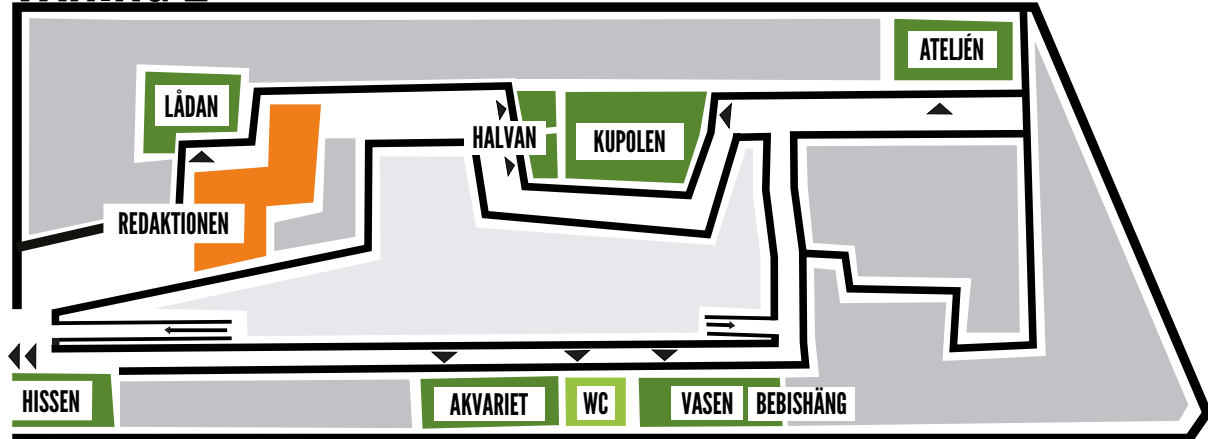 ATELJÉN
LÅDAN
HALVAN
KUPOLEN
REDAKTIONEN
HISSEN
AKVARIET
WC
VASEN
BEBISHÄNG